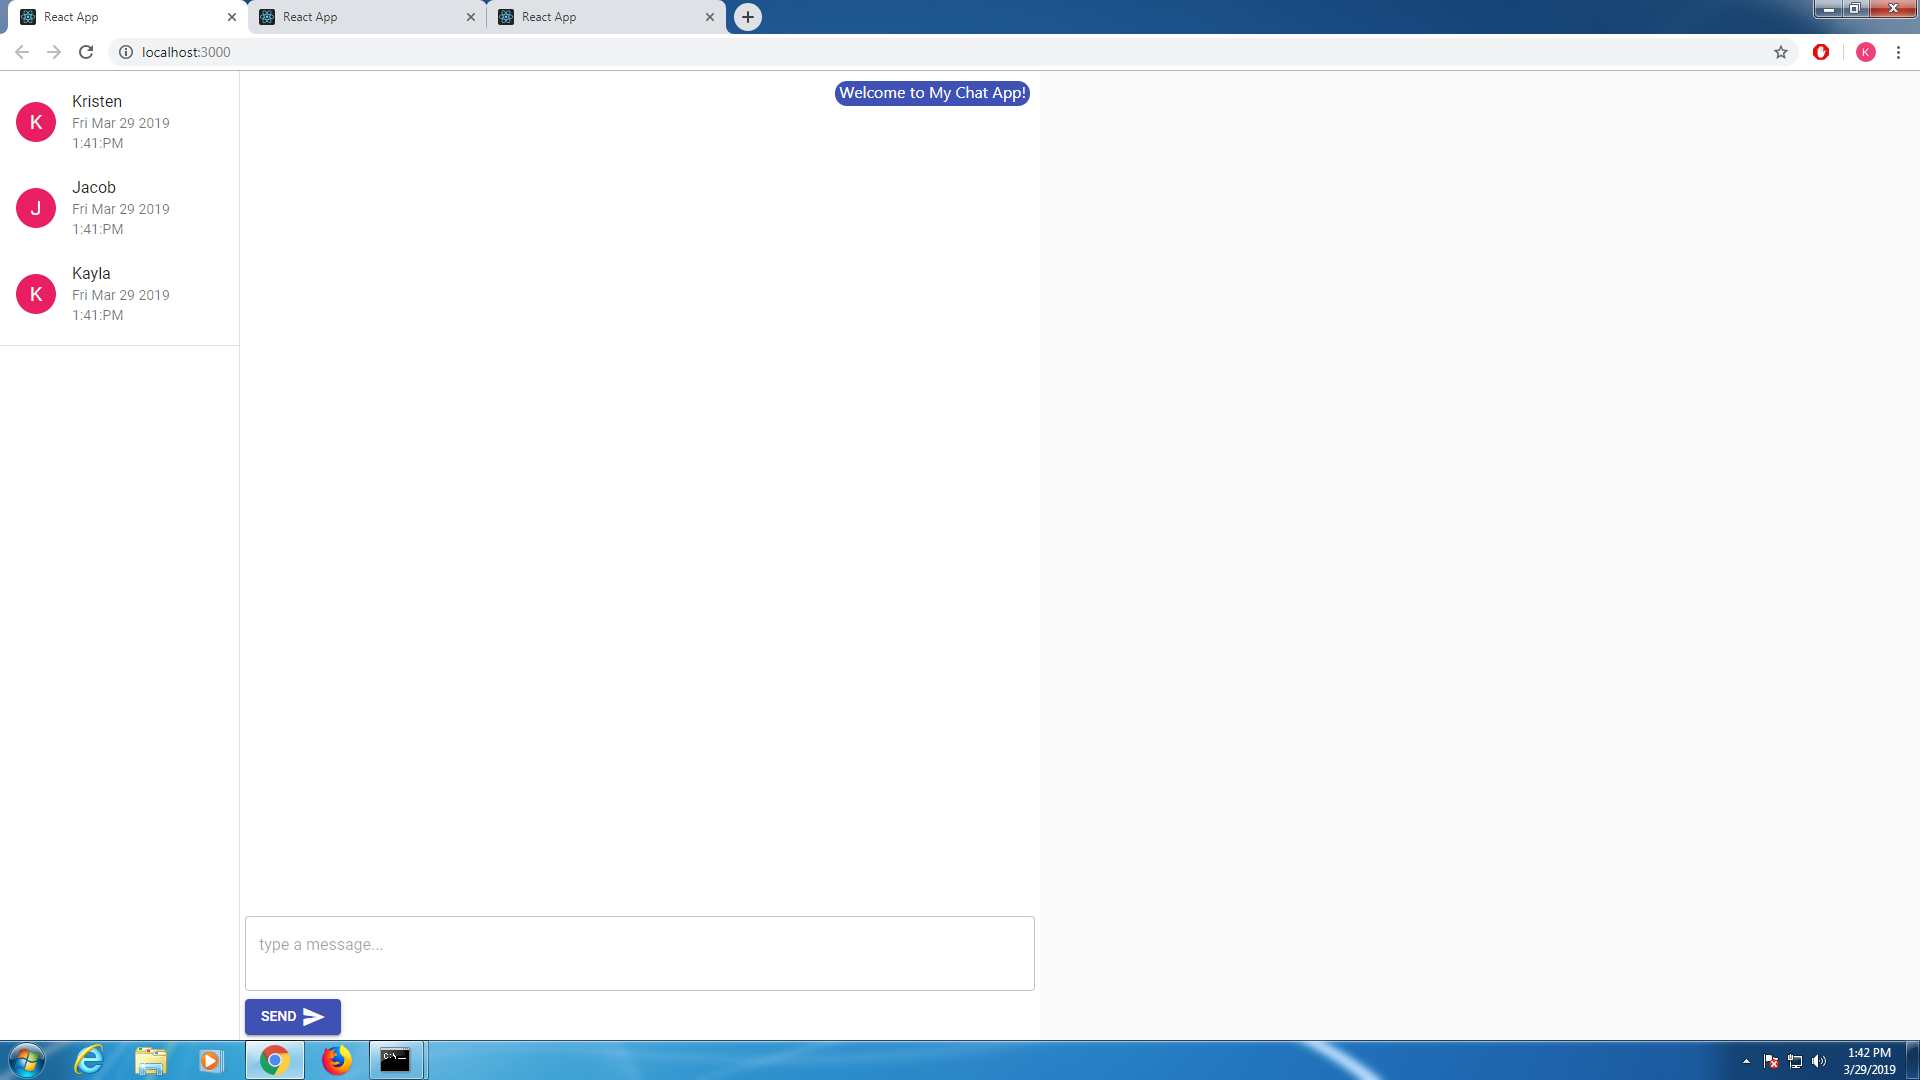 React App
React App
React App
localhost:3000
K
Kristen
Fri Mar 29 2019
1:41:PM
K
Jacob
Fri Mar 29 2019
1:41:PM
J
Kayla
Fri Mar 29 2019
1:41:PM
K
Welcome to My Chat App!
type a message...
SEND
C:\_
1:42 PM
3/29/2019